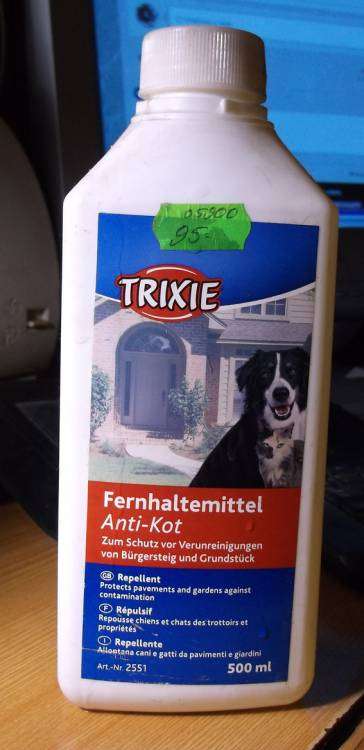 05900
95-
TRIXIE
Fernhaltemittel
Anti-Kot
Zum Schutz vor Verunreinigungen
von Bürgersteig und Grundstück
GB Repellent
Protects pavements and gardens against
contamination
F Répulsif
Repousse chiens et chats des trottoirs et
propriétés
I Repellente
Allontana cani e gatti da pavimenti e giardini
Art.-Nr. 2551
500 ml